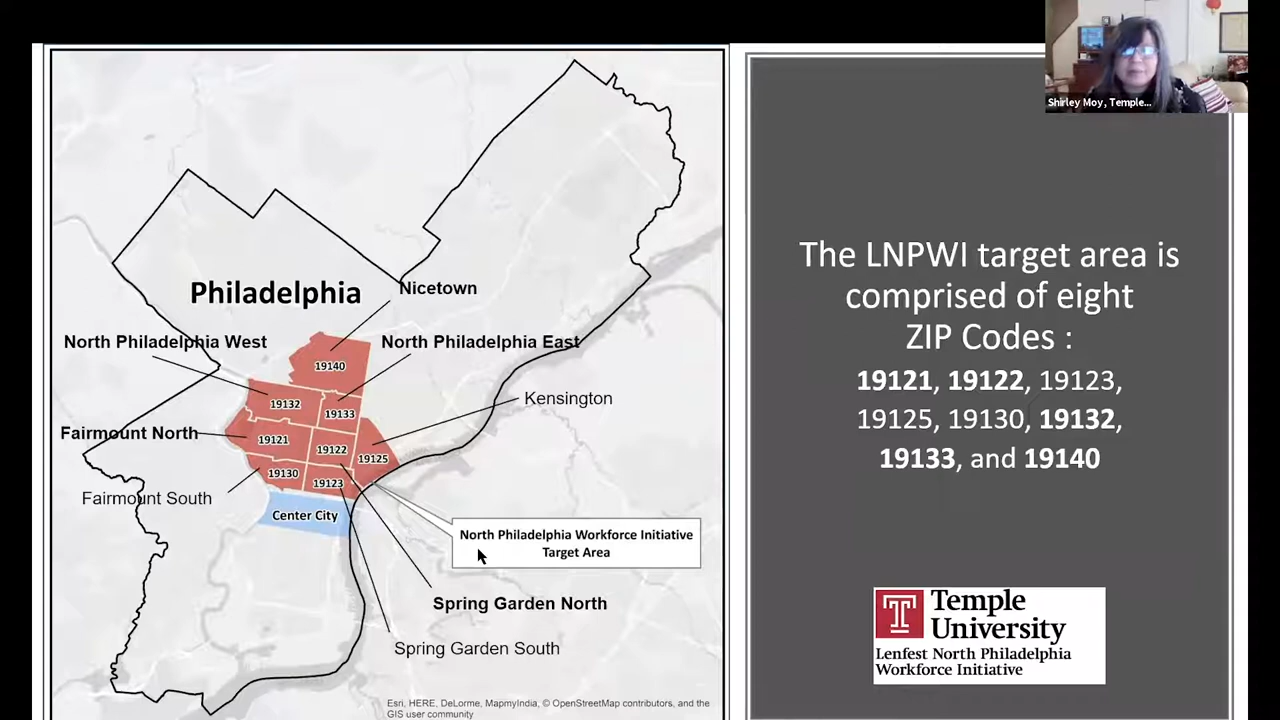 Shirley Moy, Temple...
Philadelphia
Nicetown
North Philadelphia West
North Philadelphia East
19140
Kensington
19132
19133
Fairmount North
19121
19122
19125
19130
19123
Fairmount South
Center City
North Philadelphia Workforce Initiative
Target Area
Spring Garden North
Spring Garden South
Esri, HERE, DeLorme, MapmyIndia, © OpenStreetMap contributors, and the
GIS user community
The LNPWI target area is
comprised of eight
ZIP Codes :
19121, 19122, 19123,
19125, 19130, 19132,
19133, and 19140
Temple
University
Lenfest North Philadelphia
Workforce Initiative